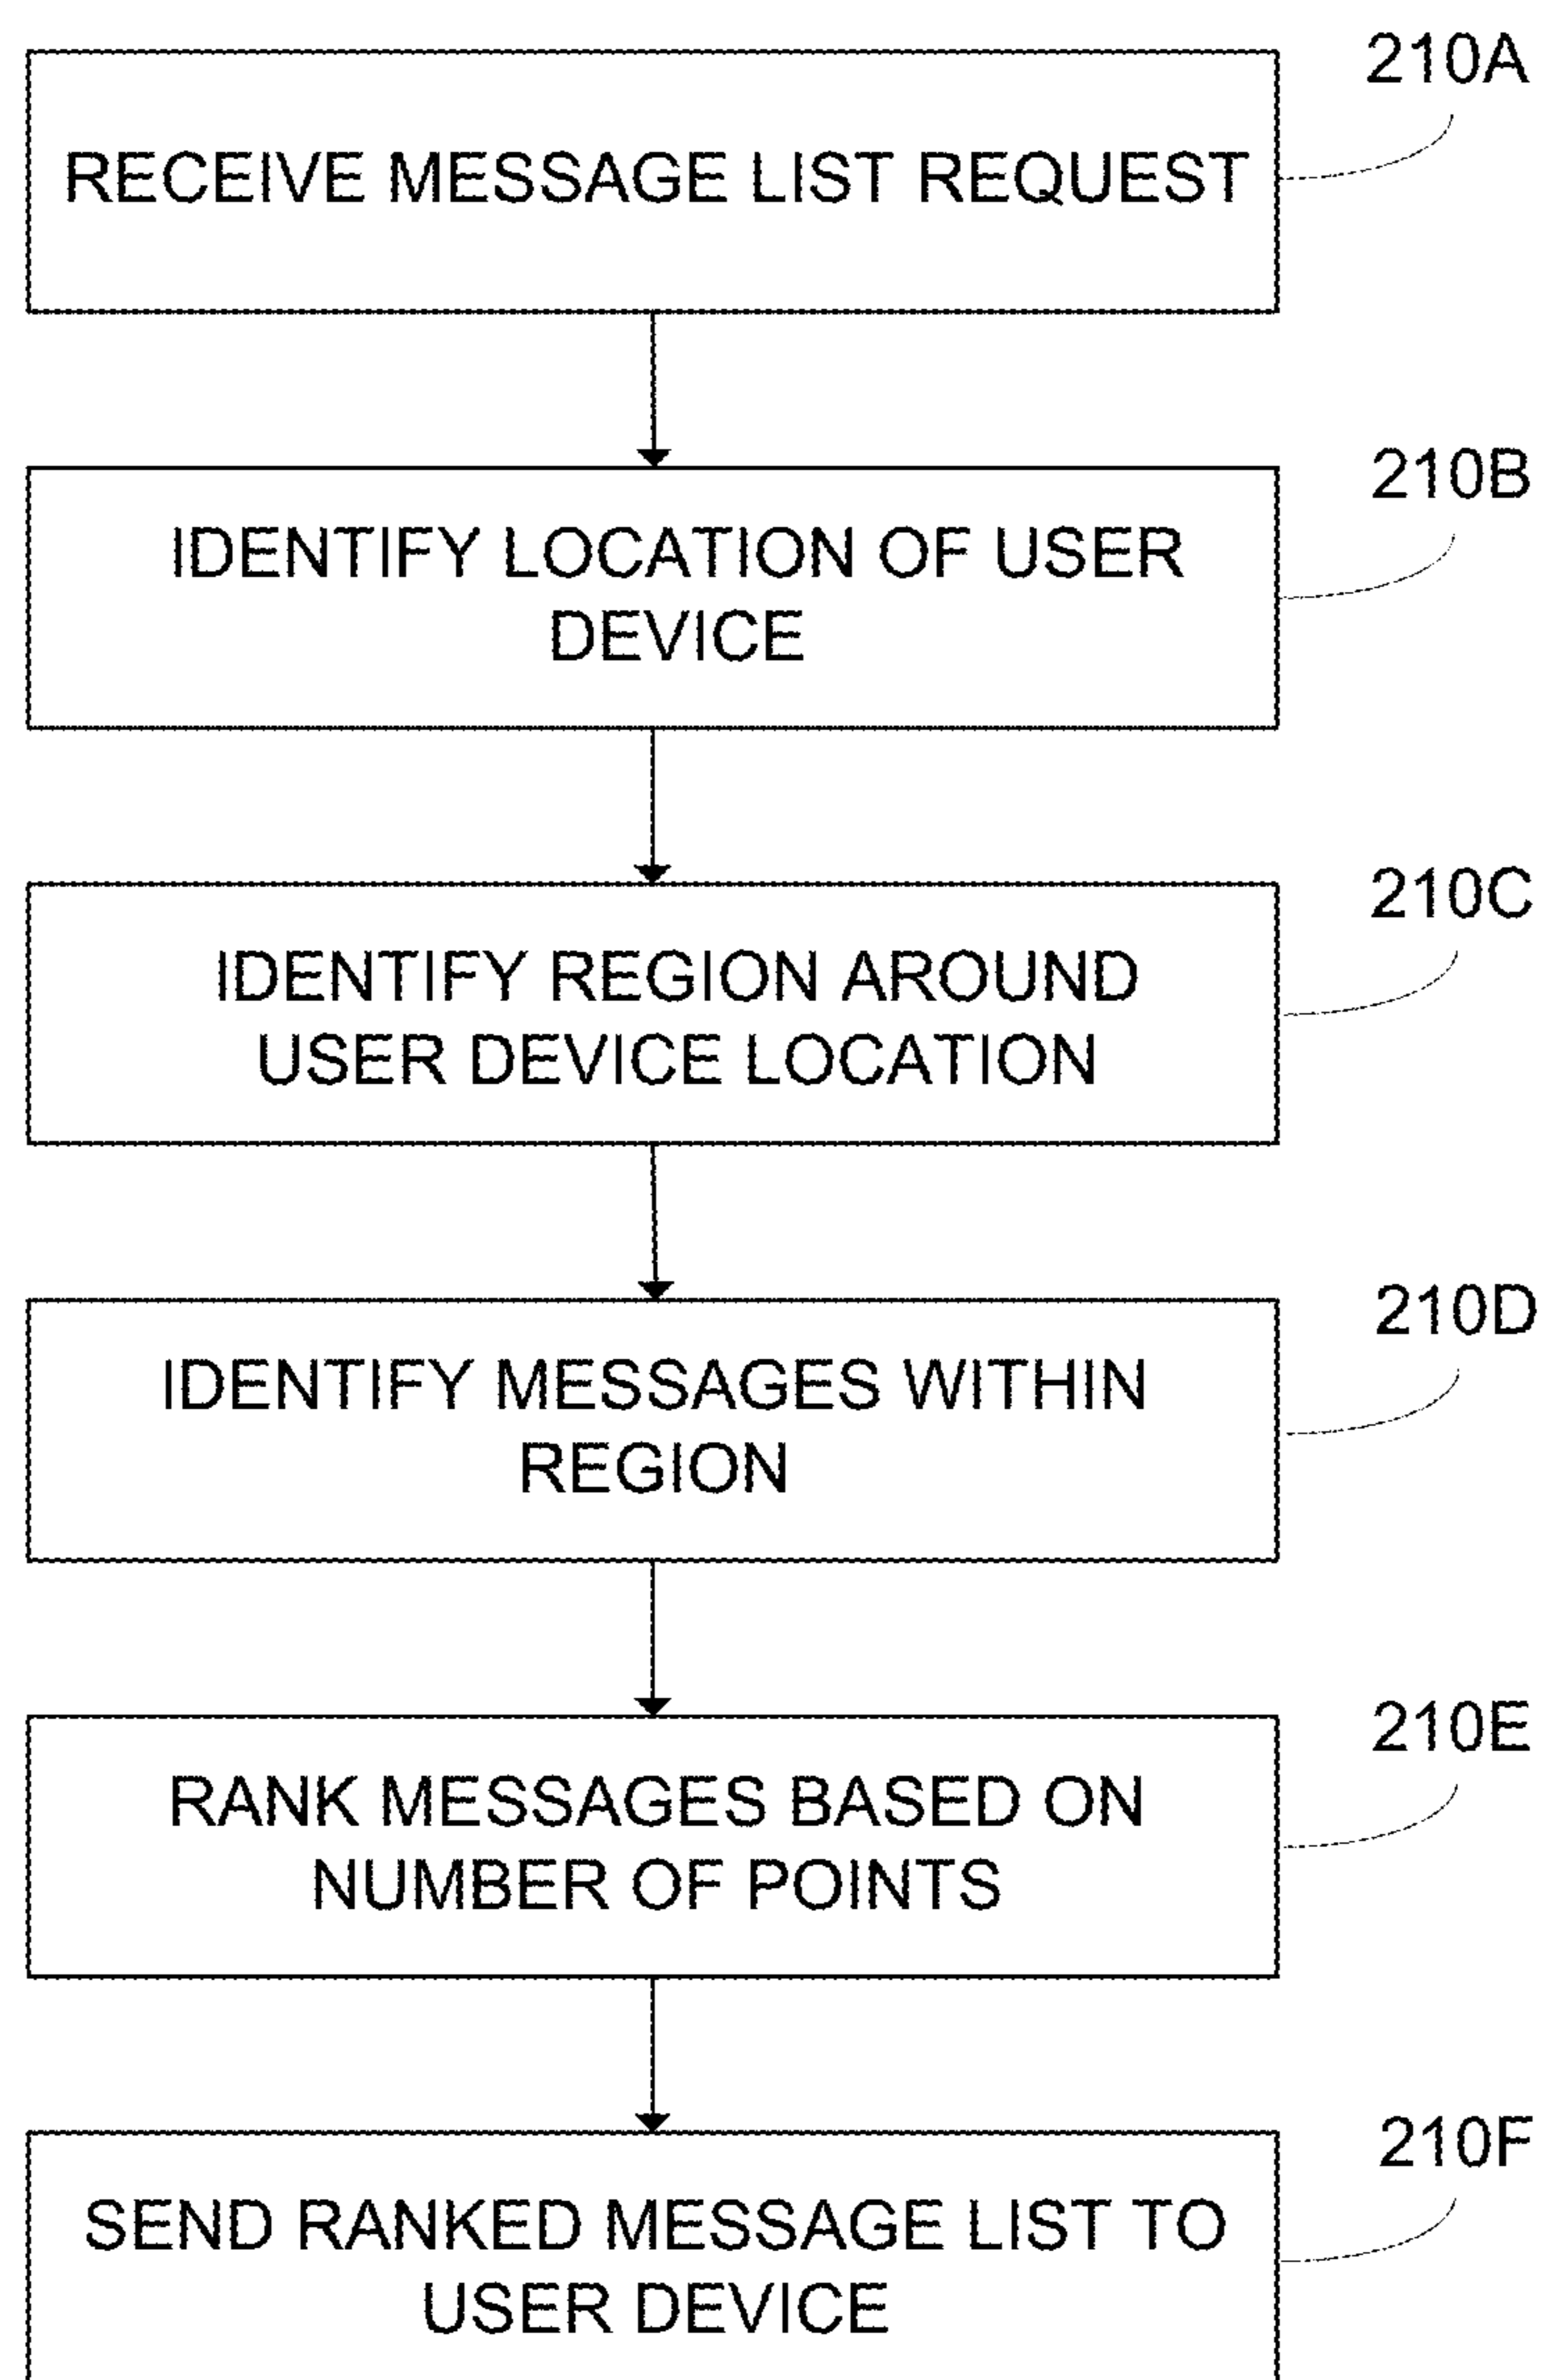 210A
RECEIVE MESSAGE LIST REQUEST
210B
IDENTIFY LOCATION OF USER
DEVICE
210C
IDENTIFY REGION AROUND
USER DEVICE LOCATION
210D
IDENTIFY MESSAGES WITHIN
REGION
210E
RANK MESSAGES BASED ON
NUMBER OF POINTS
210F
SEND RANKED MESSAGE LIST TO
USER DEVICE